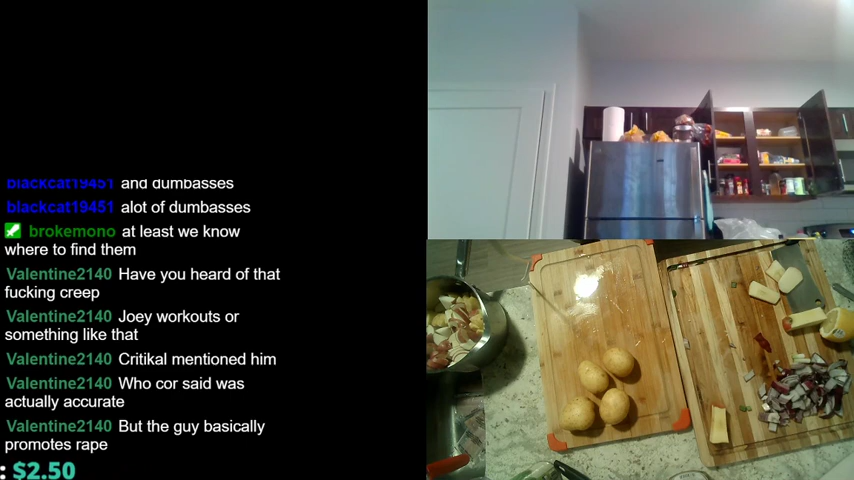 blackcat19451 and dumbasses
blackcat19451 alot of dumbasses
brokemono at least we know
where to find them
Valentine2140 Have you heard of that
fucking creep
Valentine2140 Joey workouts or
something like that
Valentine2140 Critikal mentioned him
Valentine2140 Who cor said was
actually accurate
Valentine2140 But the guy basically
promotes rape
: $2.50